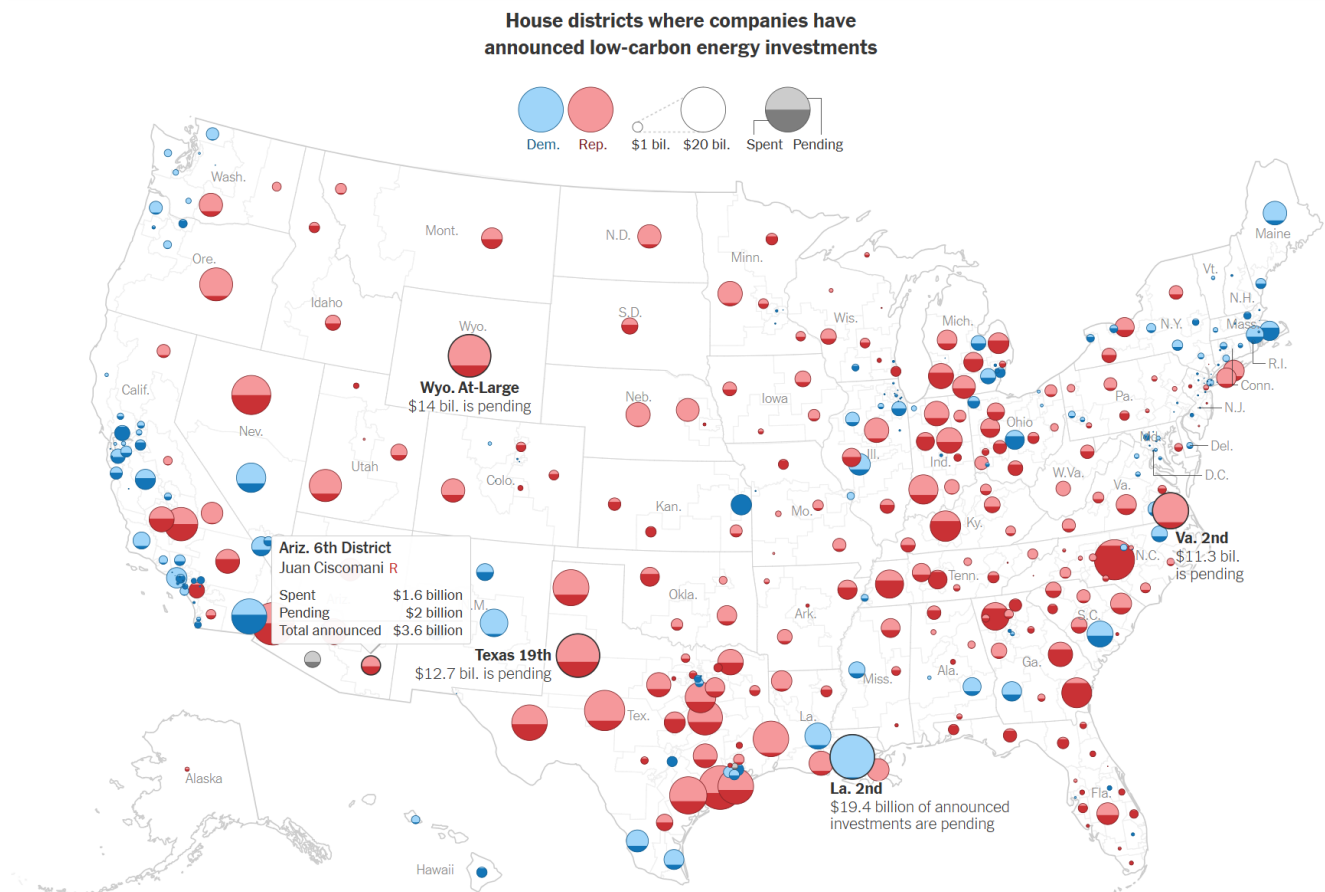 House districts where companies have
announced low-carbon energy investments
Dem. Rep. $1 bil. $20 bil. Spent Pending
Wash.
Mont.
N.D.
Minn.
Maine
Vt.
Ore.
Idaho
S.D.
Wis.
Mich.
N.H.
N.Y.
Mass.
Wyo.
R.I.
Wyo. At-Large
$14 bil. is pending
Calif.
Nev.
Neb.
Iowa
Pa.
Conn.
N.J.
Utah
Colo.
Ill.
Ind.
Ohio
Md.
Del.
D.C.
Kan.
Mo.
Ky.
W.Va.
Va.
Va. 2nd
$11.3 bil.
is pending
Ariz. 6th District
Juan Ciscomani R
Spent $1.6 billion
Pending $2 billion
Total announced $3.6 billion
.M.
Okla.
Ark.
Tenn.
N.C.
S.C.
Texas 19th
$12.7 bil. is pending
Tex.
La.
Miss.
Ala.
Ga.
La. 2nd
$19.4 billion of announced
investments are pending
Fla.
Alaska
Hawaii